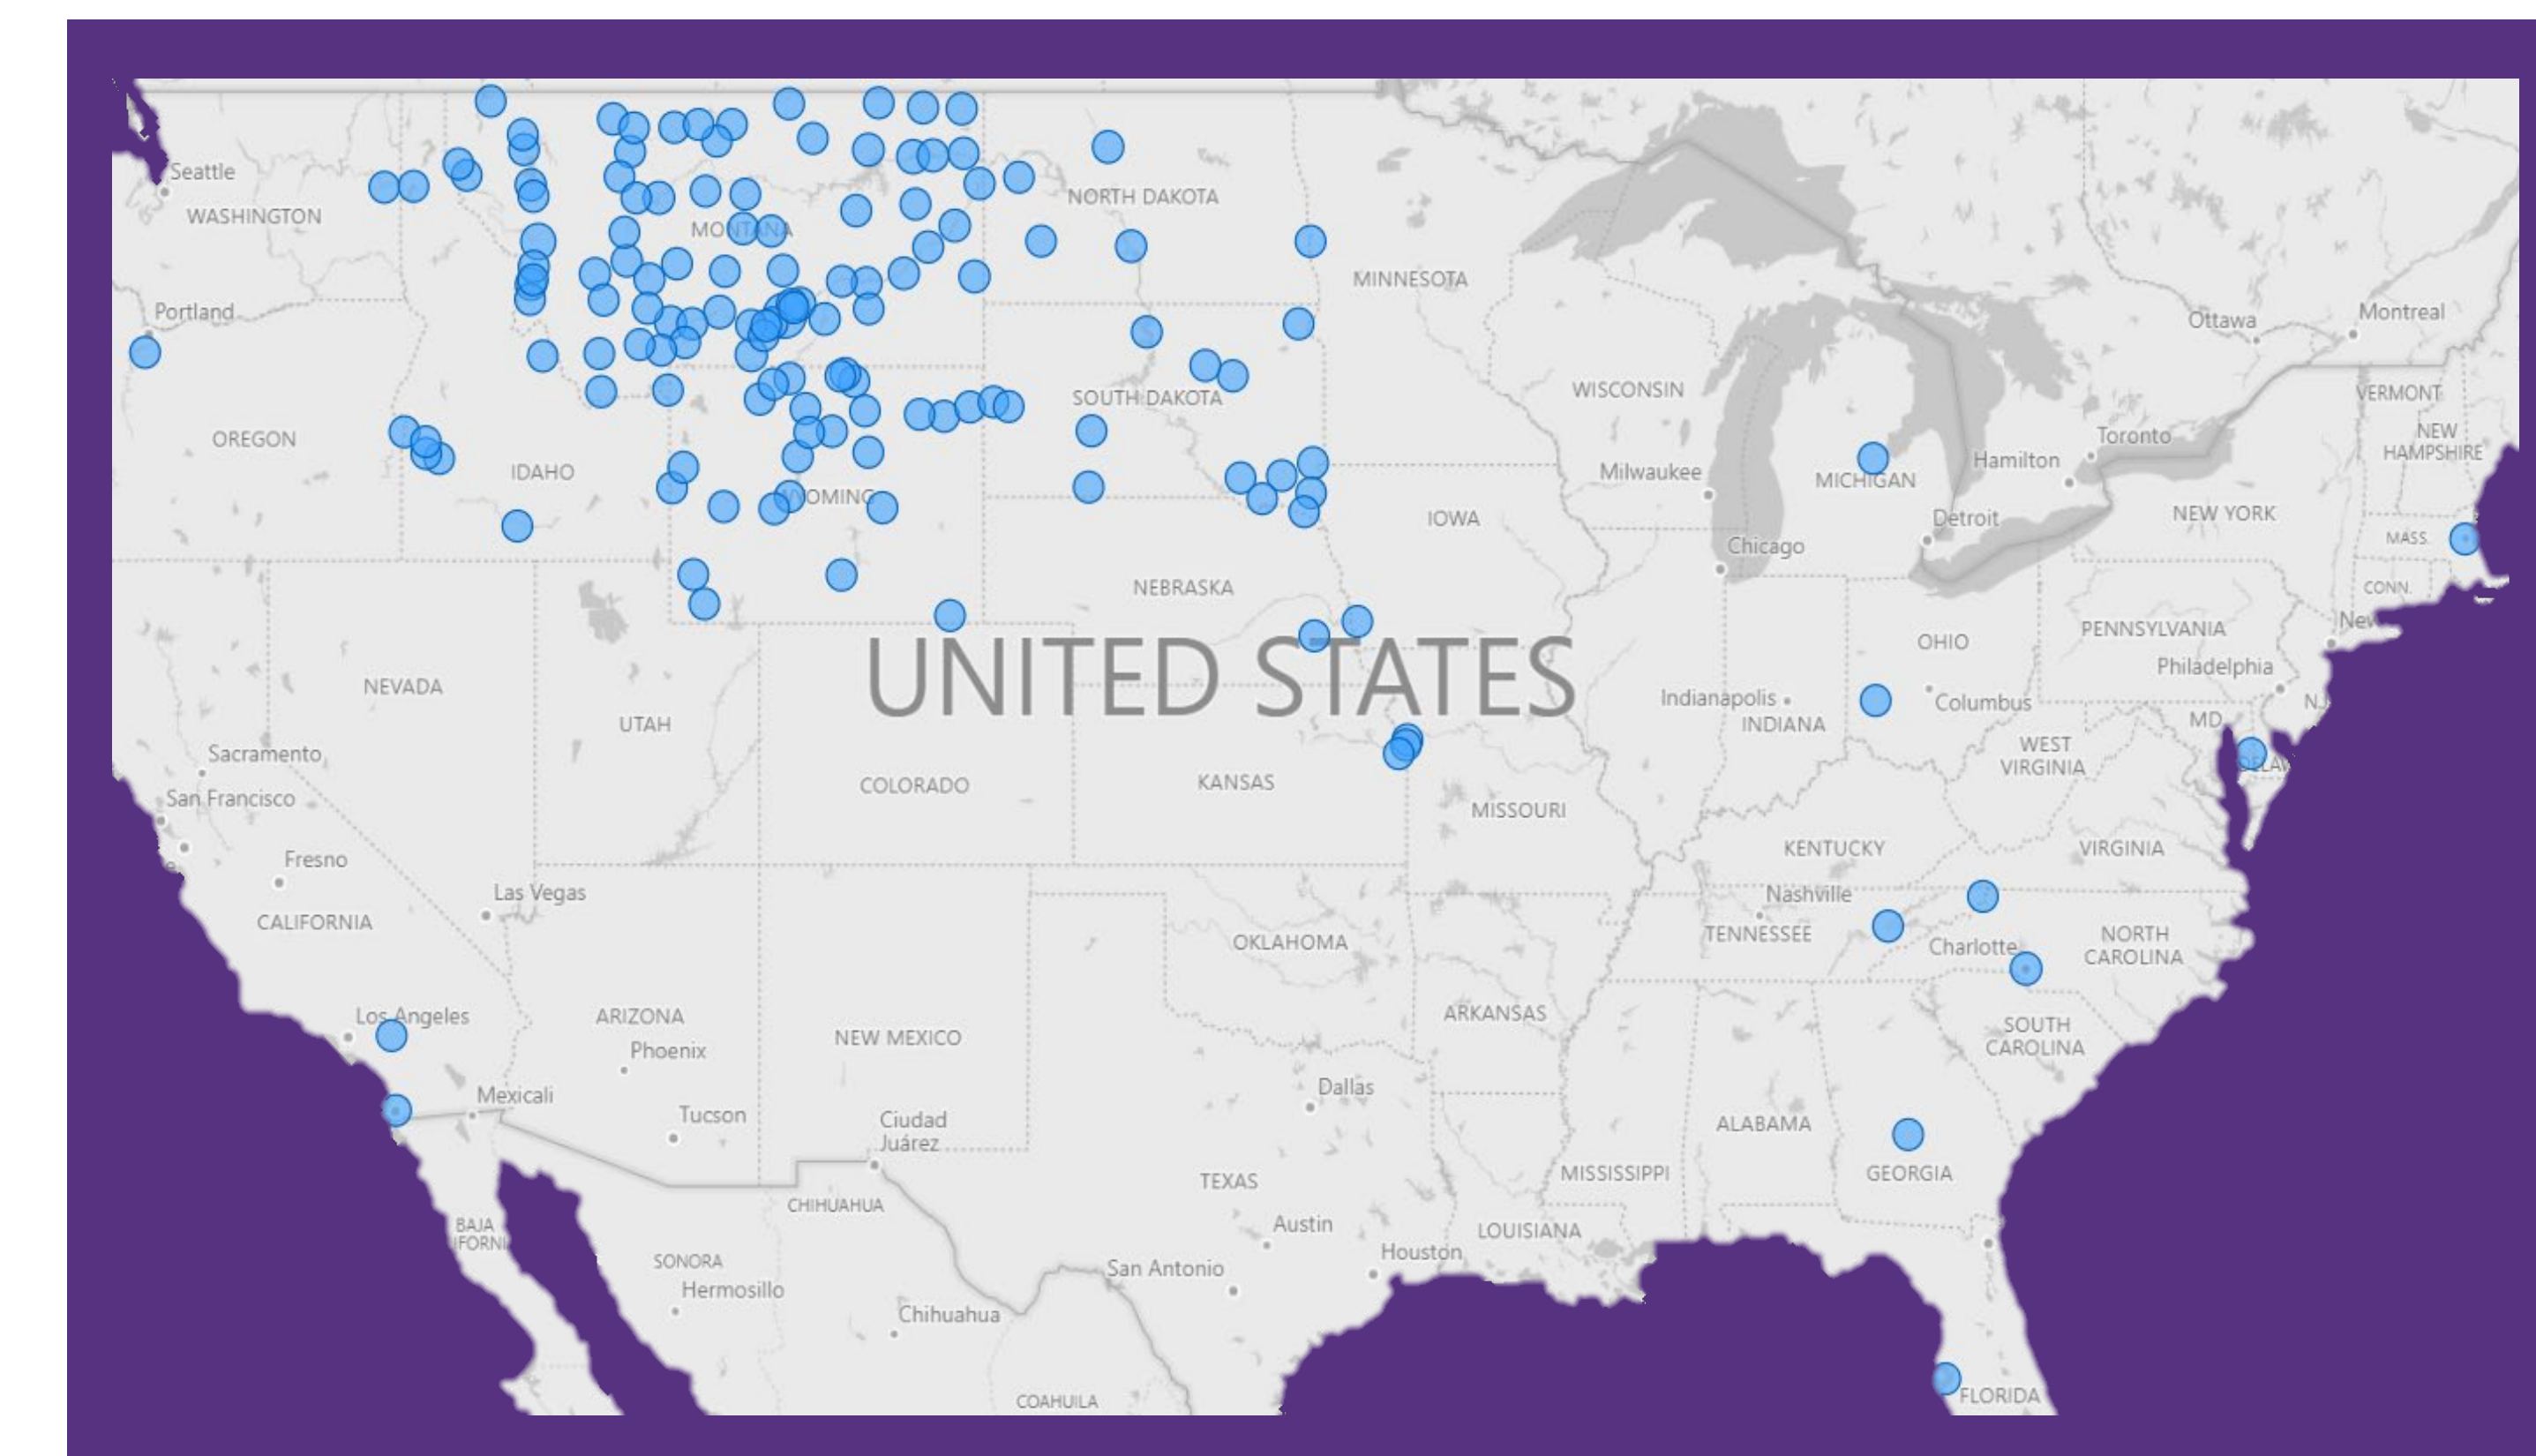 Seattle
WASHINGTON
MONTANA
NORTH DAKOTA
MINNESOTA
Portland
Ottawa
Montreal
OREGON
IDAHO
SOUTH DAKOTA
WISCONSIN
VERMONT
NEW
HAMPSHIRE
Toronto
Hamilton
Milwaukee
MICHIGAN
IOWA
Detroit
NEW YORK
MASS.
Chicago
CONN.
NEBRASKA
New
UNITED STATES
OHIO
PENNSYLVANIA
Philadelphia
NEVADA
UTAH
Indianapolis
INDIANA
Columbus
NJ
MD
WEST
VIRGINIA
Sacramento
San Francisco
COLORADO
KANSAS
MISSOURI
Fresno
KENTUCKY
VIRGINIA
Las Vegas
CALIFORNIA
Nashville
TENNESSEE
OKLAHOMA
Charlotte
NORTH
CAROLINA
Los Angeles
ARIZONA
Phoenix
NEW MEXICO
ARKANSAS
SOUTH
CAROLINA
Mexicali
Tucson
Ciudad
Juárez
Dallas
ALABAMA
TEXAS
MISSISSIPPI
GEORGIA
CHIHUAHUA
BAJA
IFORNI
Austin
LOUISIANA
SONORA
Hermosillo
San Antonio
Houston
Chihuahua
COAHUILA
FLORIDA